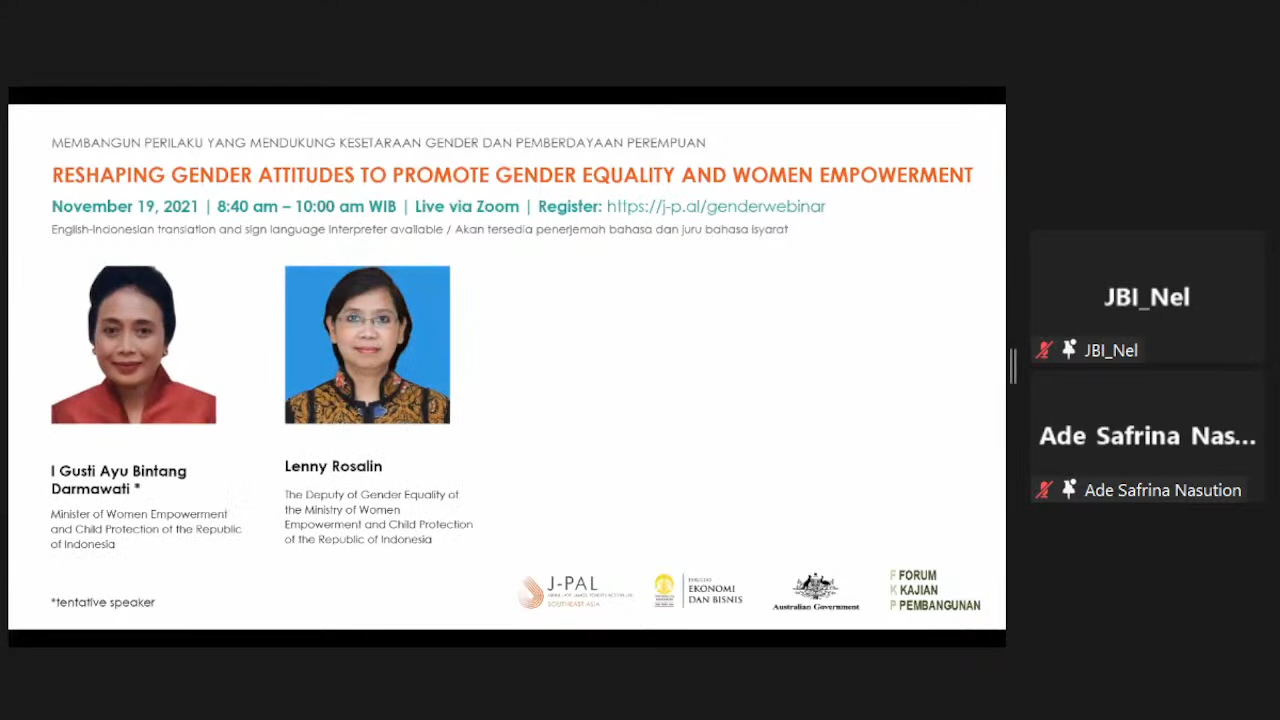 MEMBANGUN PERILAKU YANG MENDUKUNG KESETARAAN GENDER DAN PEMBERDAYAAN PEREMPUAN
RESHAPING GENDER ATTITUDES TO PROMOTE GENDER EQUALITY AND WOMEN EMPOWERMENT
November 19, 2021 | 8:40 am – 10:00 am WIB | Live via Zoom | Register: https://j-p.al/genderwebinar
English-Indonesian translation and sign language interpreter available / Akan tersedia penerjemah bahasa dan juru bahasa isyarat
I Gusti Ayu Bintang
Darmawati *
Minister of Women Empowerment
and Child Protection of the Republic
of Indonesia
Lenny Rosalin
The Deputy of Gender Equality of
the Ministry of Women
Empowerment and Child Protection
of the Republic of Indonesia
*tentative speaker
J-PAL
SOUTHEAST ASIA
FAKULTAS
EKONOMI
DAN BISNIS
Australian Government
F FORUM
K KAJIAN
P PEMBANGUNAN
JBI_Nel
JBI_Nel
Ade Safrina Nas...
Ade Safrina Nasution